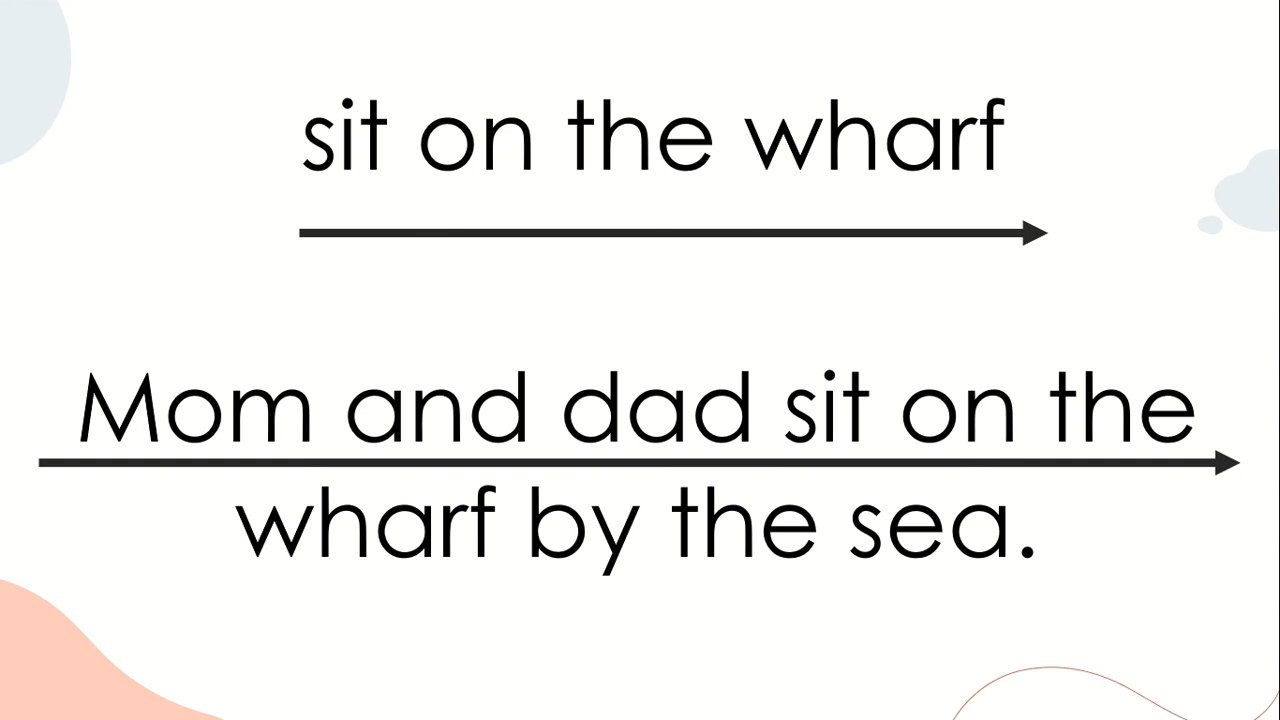 sit on the wharf
Mom and dad sit on the
wharf by the sea.